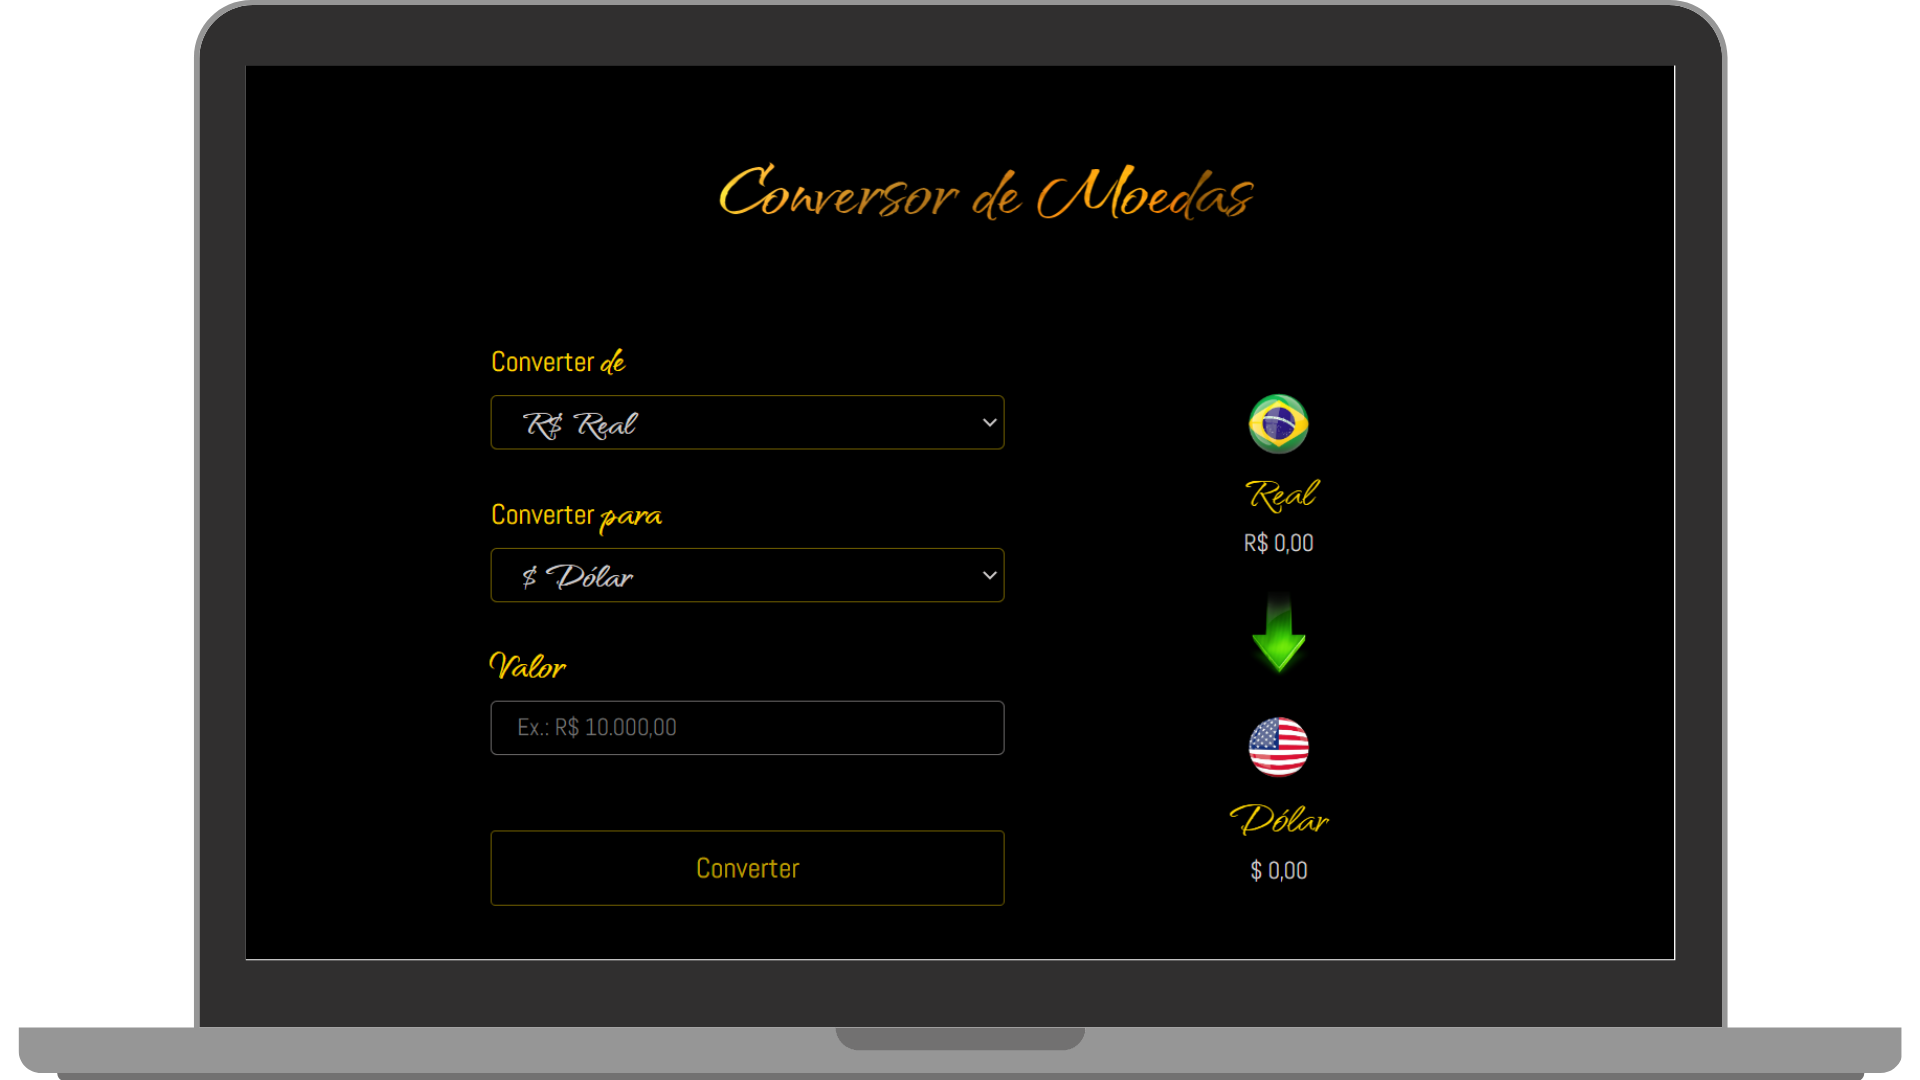 Conversor de Moedas
Converter de
R$ Real
Converter para
$ Dólar
Valor
Ex.: R$ 10.000,00
Converter
Real
R$ 0,00
Dólar
$ 0,00